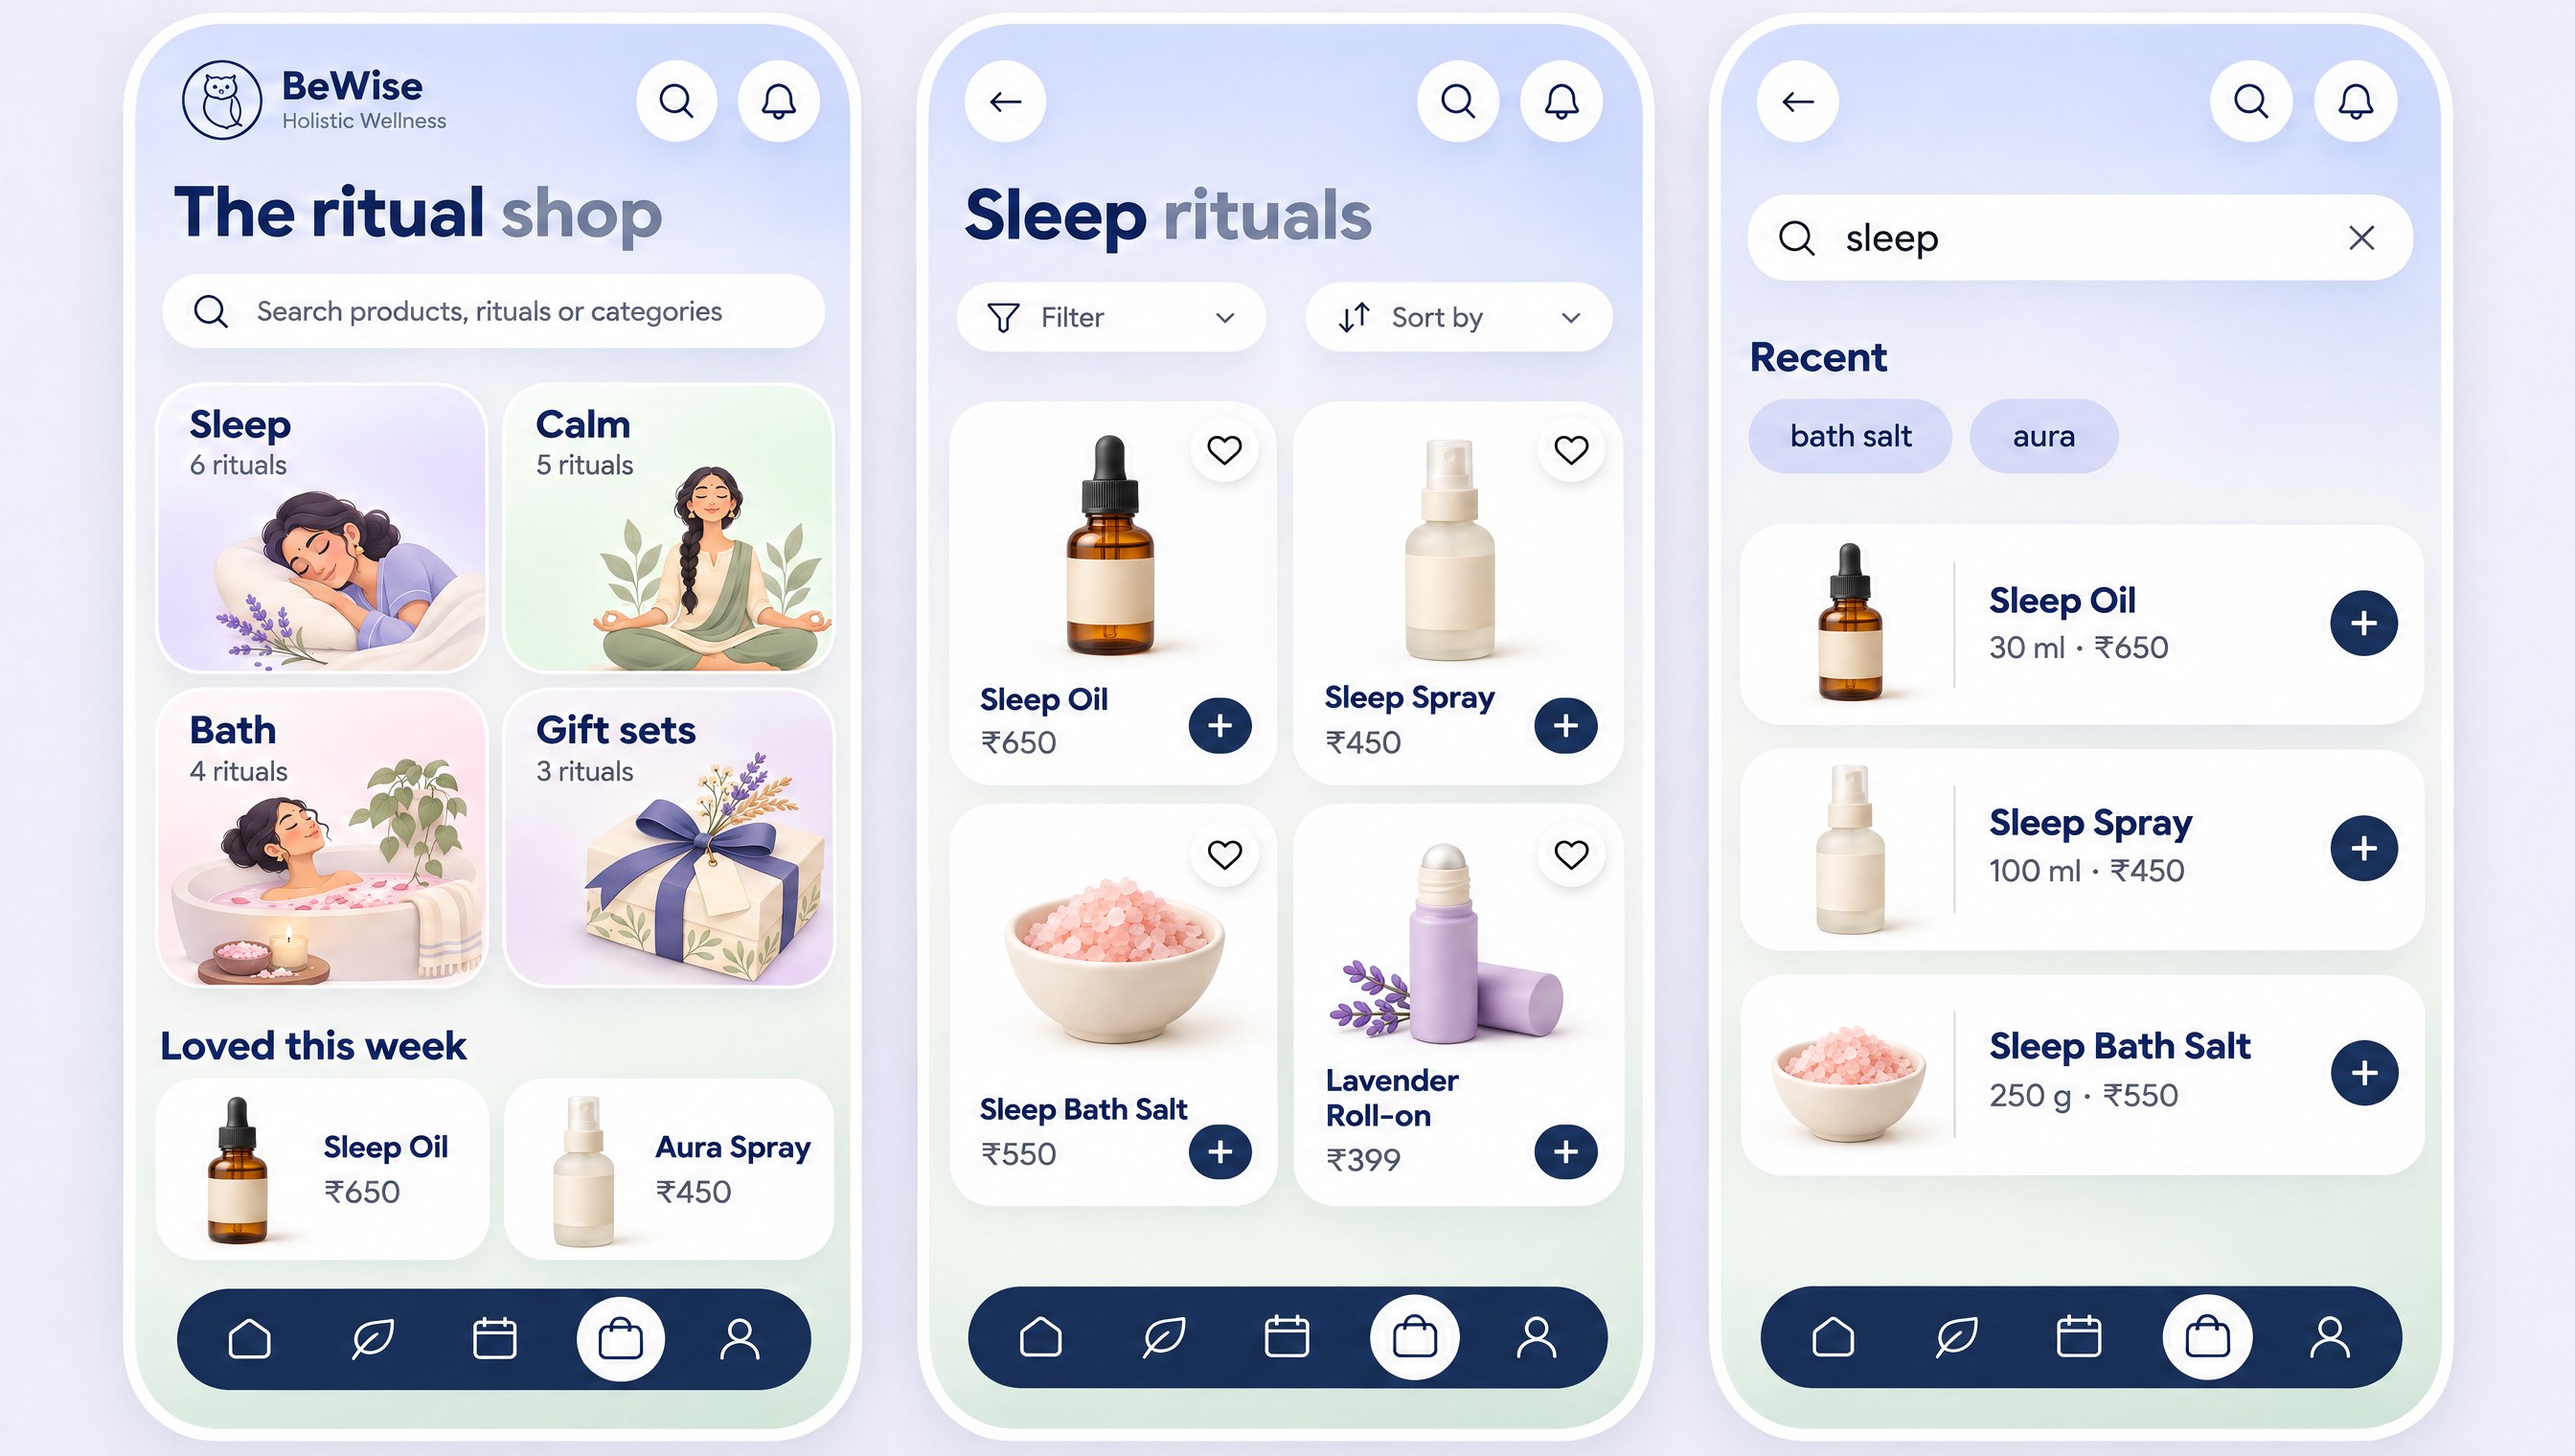 BeWise
Holistic Wellness
The ritual shop
Search products, rituals or categories
Sleep
6 rituals
Calm
5 rituals
Bath
4 rituals
Gift sets
3 rituals
Loved this week
Sleep Oil
₹650
Aura Spray
₹450
Sleep rituals
Filter
Sort by
Sleep Oil
₹650
Sleep Spray
₹450
Sleep Bath Salt
₹550
Lavender
Roll-on
₹399
sleep
Recent
bath salt
aura
Sleep Oil
30 ml · ₹650
Sleep Spray
100 ml · ₹450
Sleep Bath Salt
250 g · ₹550